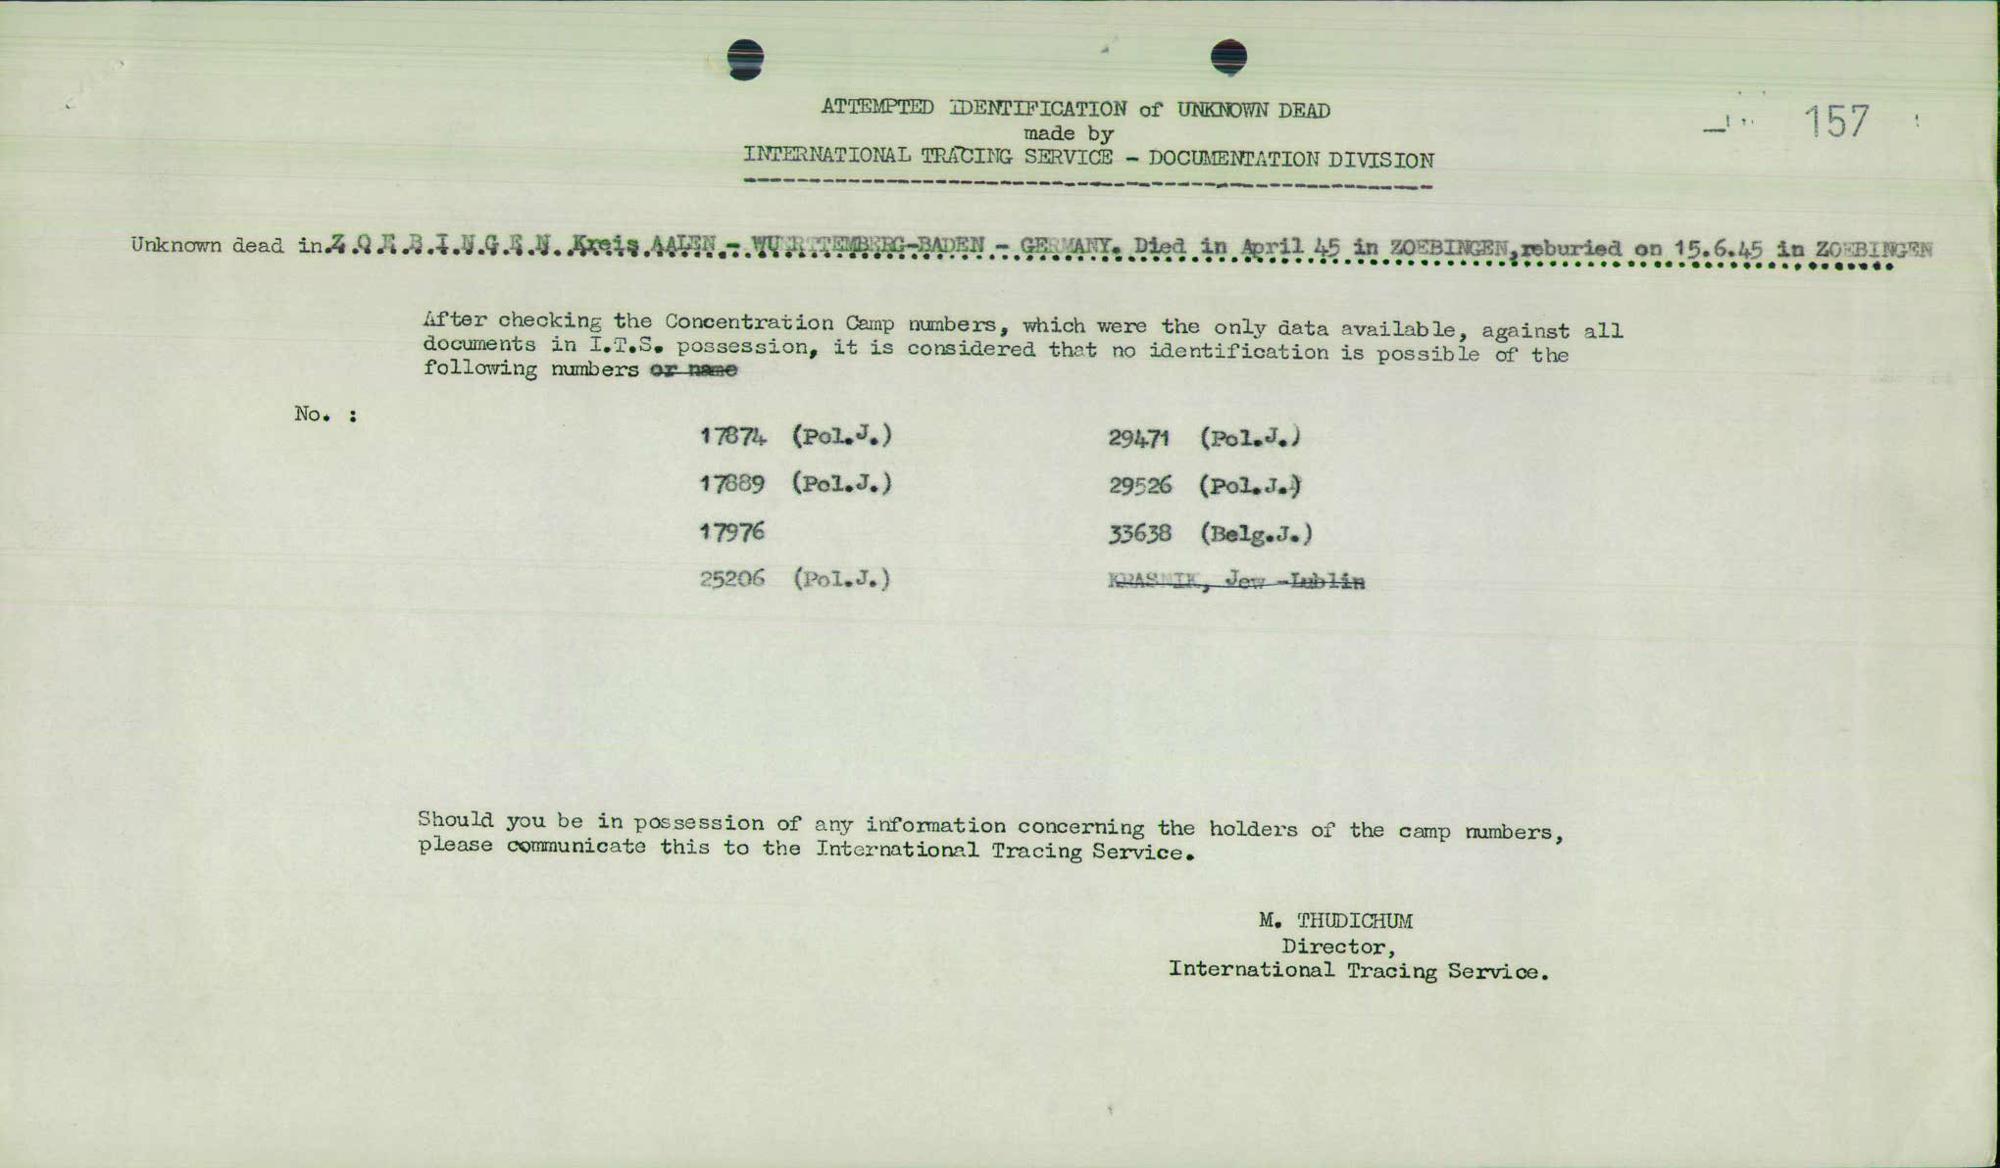 ATTEMPTED IDENTIFICATION of UNKNOWN DEAD
157
made by
INTERNATIONAL TRACING SERVICE - DOCUMENTATION DIVISION
Unknown dead in.Z.O.E.B.I.N.G.E.N. Kreis AALEN - WUERTTEMBERG-BADEN - GERMANY. Died in April 45 in ZOEBINGEN,reburied on 15.6.45 in ZOEBINGEN
After checking the Concentration Camp numbers, which were the only data available, against all
documents in I.T.S. possession, it is considered that no identification is possible of the
following numbers or name
No. :
17874 (Pol.J.) 29471 (Pol.J.)
17889 (Pol.J.) 29526 (Pol.J.)
17976 33638 (Belg.J.)
25206 (Pol.J.) KRASNIK, Jew -Lublin
Should you be in possession of any information concerning the holders of the camp numbers,
please communicate this to the International Tracing Service.
M. THUDICHUM
Director,
International Tracing Service.